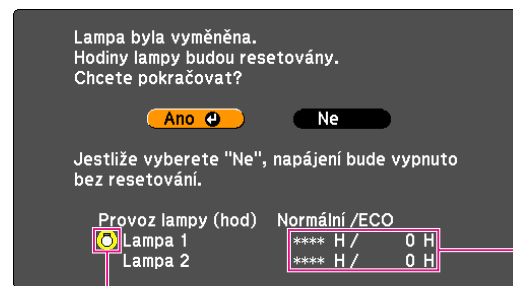 Lampa byla vyměněna.
Hodiny lampy budou resetovány.
Chcete pokračovat?
Ano Ne
Jestliže vyberete "Ne", napájení bude vypnuto
bez resetování.
Provoz lampy (hod) Normální /ECO
Lampa 1 **** H / 0 H
Lampa 2 **** H / 0 H